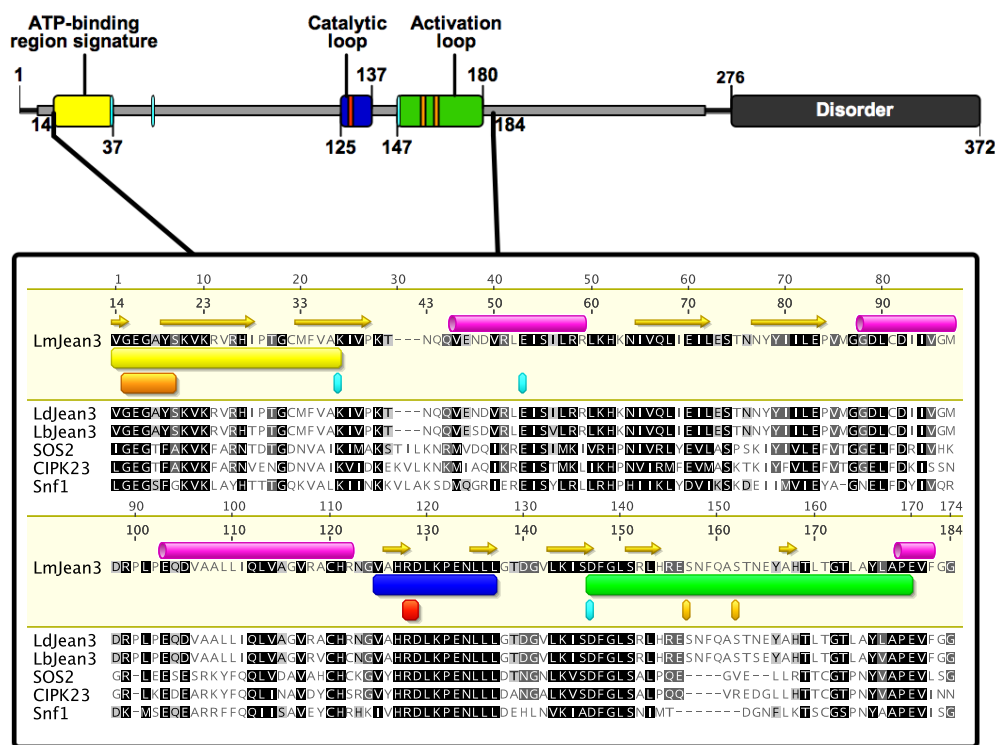 ATP-binding
region signature
Catalytic
loop
Activation
loop
1
137
180
276
Disorder
14
37
125
147
184
372
1 10 20 30 40 50 60 70 80
14 23 33 43 50 60 70 80 90
LmJean3 VGEGAYSKVKRVRHIPTGCMFVAKIVPKT---NQQVENDVRLEISILRRLKHKNIVQLIEILESTNNYYIILEPVMGGDLCDIIVGM
LdJean3 VGEGAYSKVKRVRHIPTGCMFVAKIVPKT---NQQVENDVRLEISILRRLKHKNIVQLIEILESTNNYYIILEPVMGGDLCDIIVGM
LbJean3 VGEGAYSKVKRVRHTPTGCMFVAKIVPKT---NQQVESDVRLEISVLRRLKHKNIVQLIEILESTNNYYIILEPVMGGDLCDIIVGM
SOS2 IGEGTFAKVKFARNTDTGDNVAIKIMAKSTILKNRMVDQIKREISIMKIVRHPNIVRLYEVLASPSKIYIVLEFVTGGELFDRIVHK
CIPK23 LGEGTFAKVKFARNVENGDNVAIKVIDKEKVLKNKMIAQIKREISTMKLIKHPNVIRMFEVMASKTKIYFVLEFVTGGELFDKISSN
Snf1 LGEGSFGKVKLAYHTTTGQKVALKIINKKVLAKSDMQGRIEREISYLRLLRHPHIIKLYDVIKSKDEIIMVIEYA-GNELFDYIVQR
90 100 110 120 130 140 150 160 170 174
100 110 120 130 140 150 160 170 184
LmJean3 DRPLPEQDVAALLIQLVAGVRACHRNGVAHRDLKPENLLLGTDGVLKISDFGLSRLHRESNFQASTNEYAHTLTGTLAYLAPEVFGG
LdJean3 DRPLPEQDVAALLIQLVAGVRACHRNGVAHRDLKPENLLLGTDGVLKISDFGLSRLHRESNFQASTNEYAHTLTGTLAYLAPEVFGG
LbJean3 DRPLPEQDVAALLIQLVAGVRVCHCNGVAHRDLKPENLLLGTDGVLKISDFGLSRLHRESNFQASTSEYAHTLTGTLAYVAPEVFGG
SOS2 GR-LEESESRKYFQQLVDAVAHCHCKGVYHRDLKPENLLLDTNGNLKVSDFGLSALPQE----GVE--LLRTTCGTPNYVAPEVLSG
CIPK23 GR-LKEDEARKYFQQLINAVDYCHSRGVYHRDLKPENLLLDANGALKVSDFGLSALPQQ----VREDGLLHTTCGTPNYVAPEVINN
Snf1 DK-MSEQEARRFFQQIISAVEYCHRHKIVHRDLKPENLLLDEHLNVKIADFGLSNIMT-------DGNFLKTSCGSPNYAAPEVISG